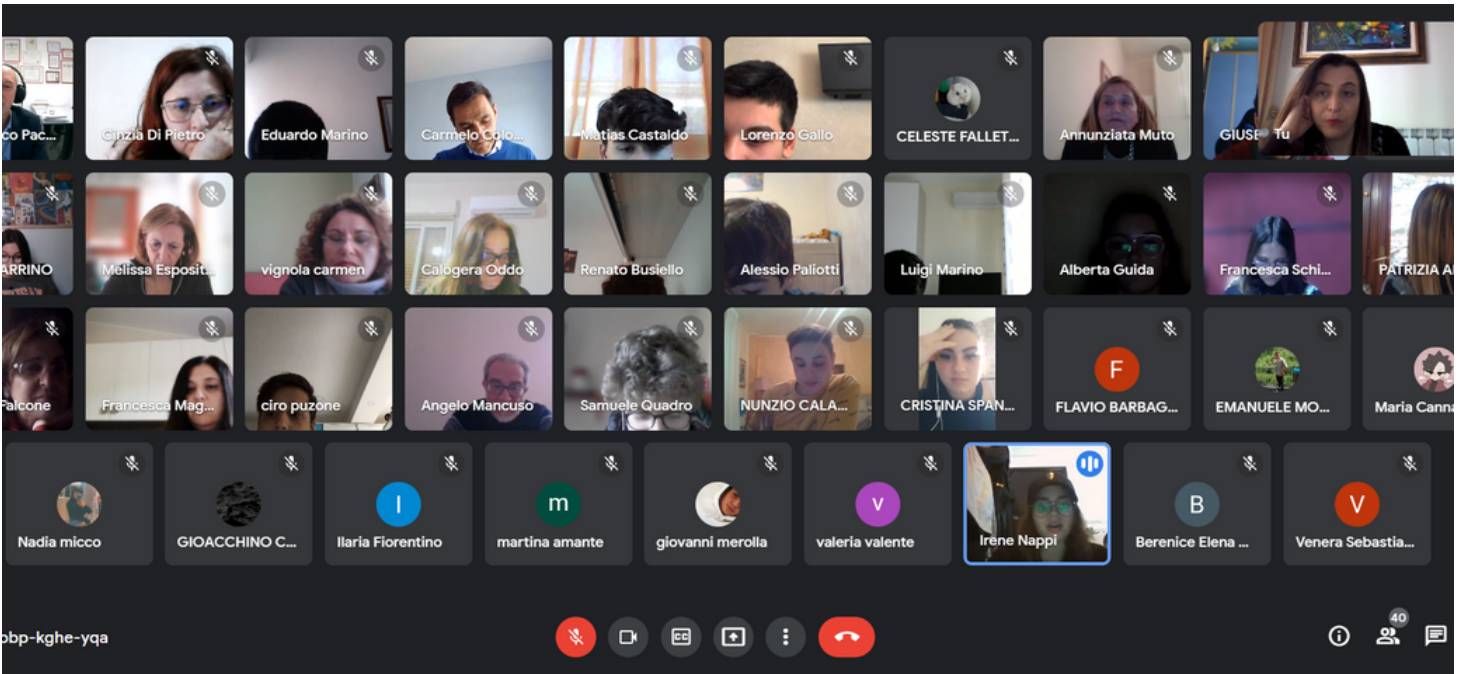 co Pac...
Cinzia Di Pietro
Eduardo Marino
Carmelo Colo...
Matias Castaldo
Lorenzo Gallo
CELESTE FALLET...
Annunziata Muto
GIUSE
Tu
ARRINO
Melissa Esposit...
vignola carmen
Calogera Oddo
Renato Busiello
Alessio Paliotti
Luigi Marino
Alberta Guida
Francesca Schi...
PATRIZIA A
Falcone
Francesca Mag...
ciro puzone
Angelo Mancuso
Samuele Quadro
NUNZIO CALA...
CRISTINA SPAN...
F
FLAVIO BARBAG...
EMANUELE MO...
Maria Canna
Nadia micco
GIOACCHINO C...
I
Ilaria Fiorentino
m
martina amante
giovanni merolla
v
valeria valente
Irene Nappi
B
Berenice Elena ...
V
Venera Sebastia...
obp-kghe-yqa
CC
40